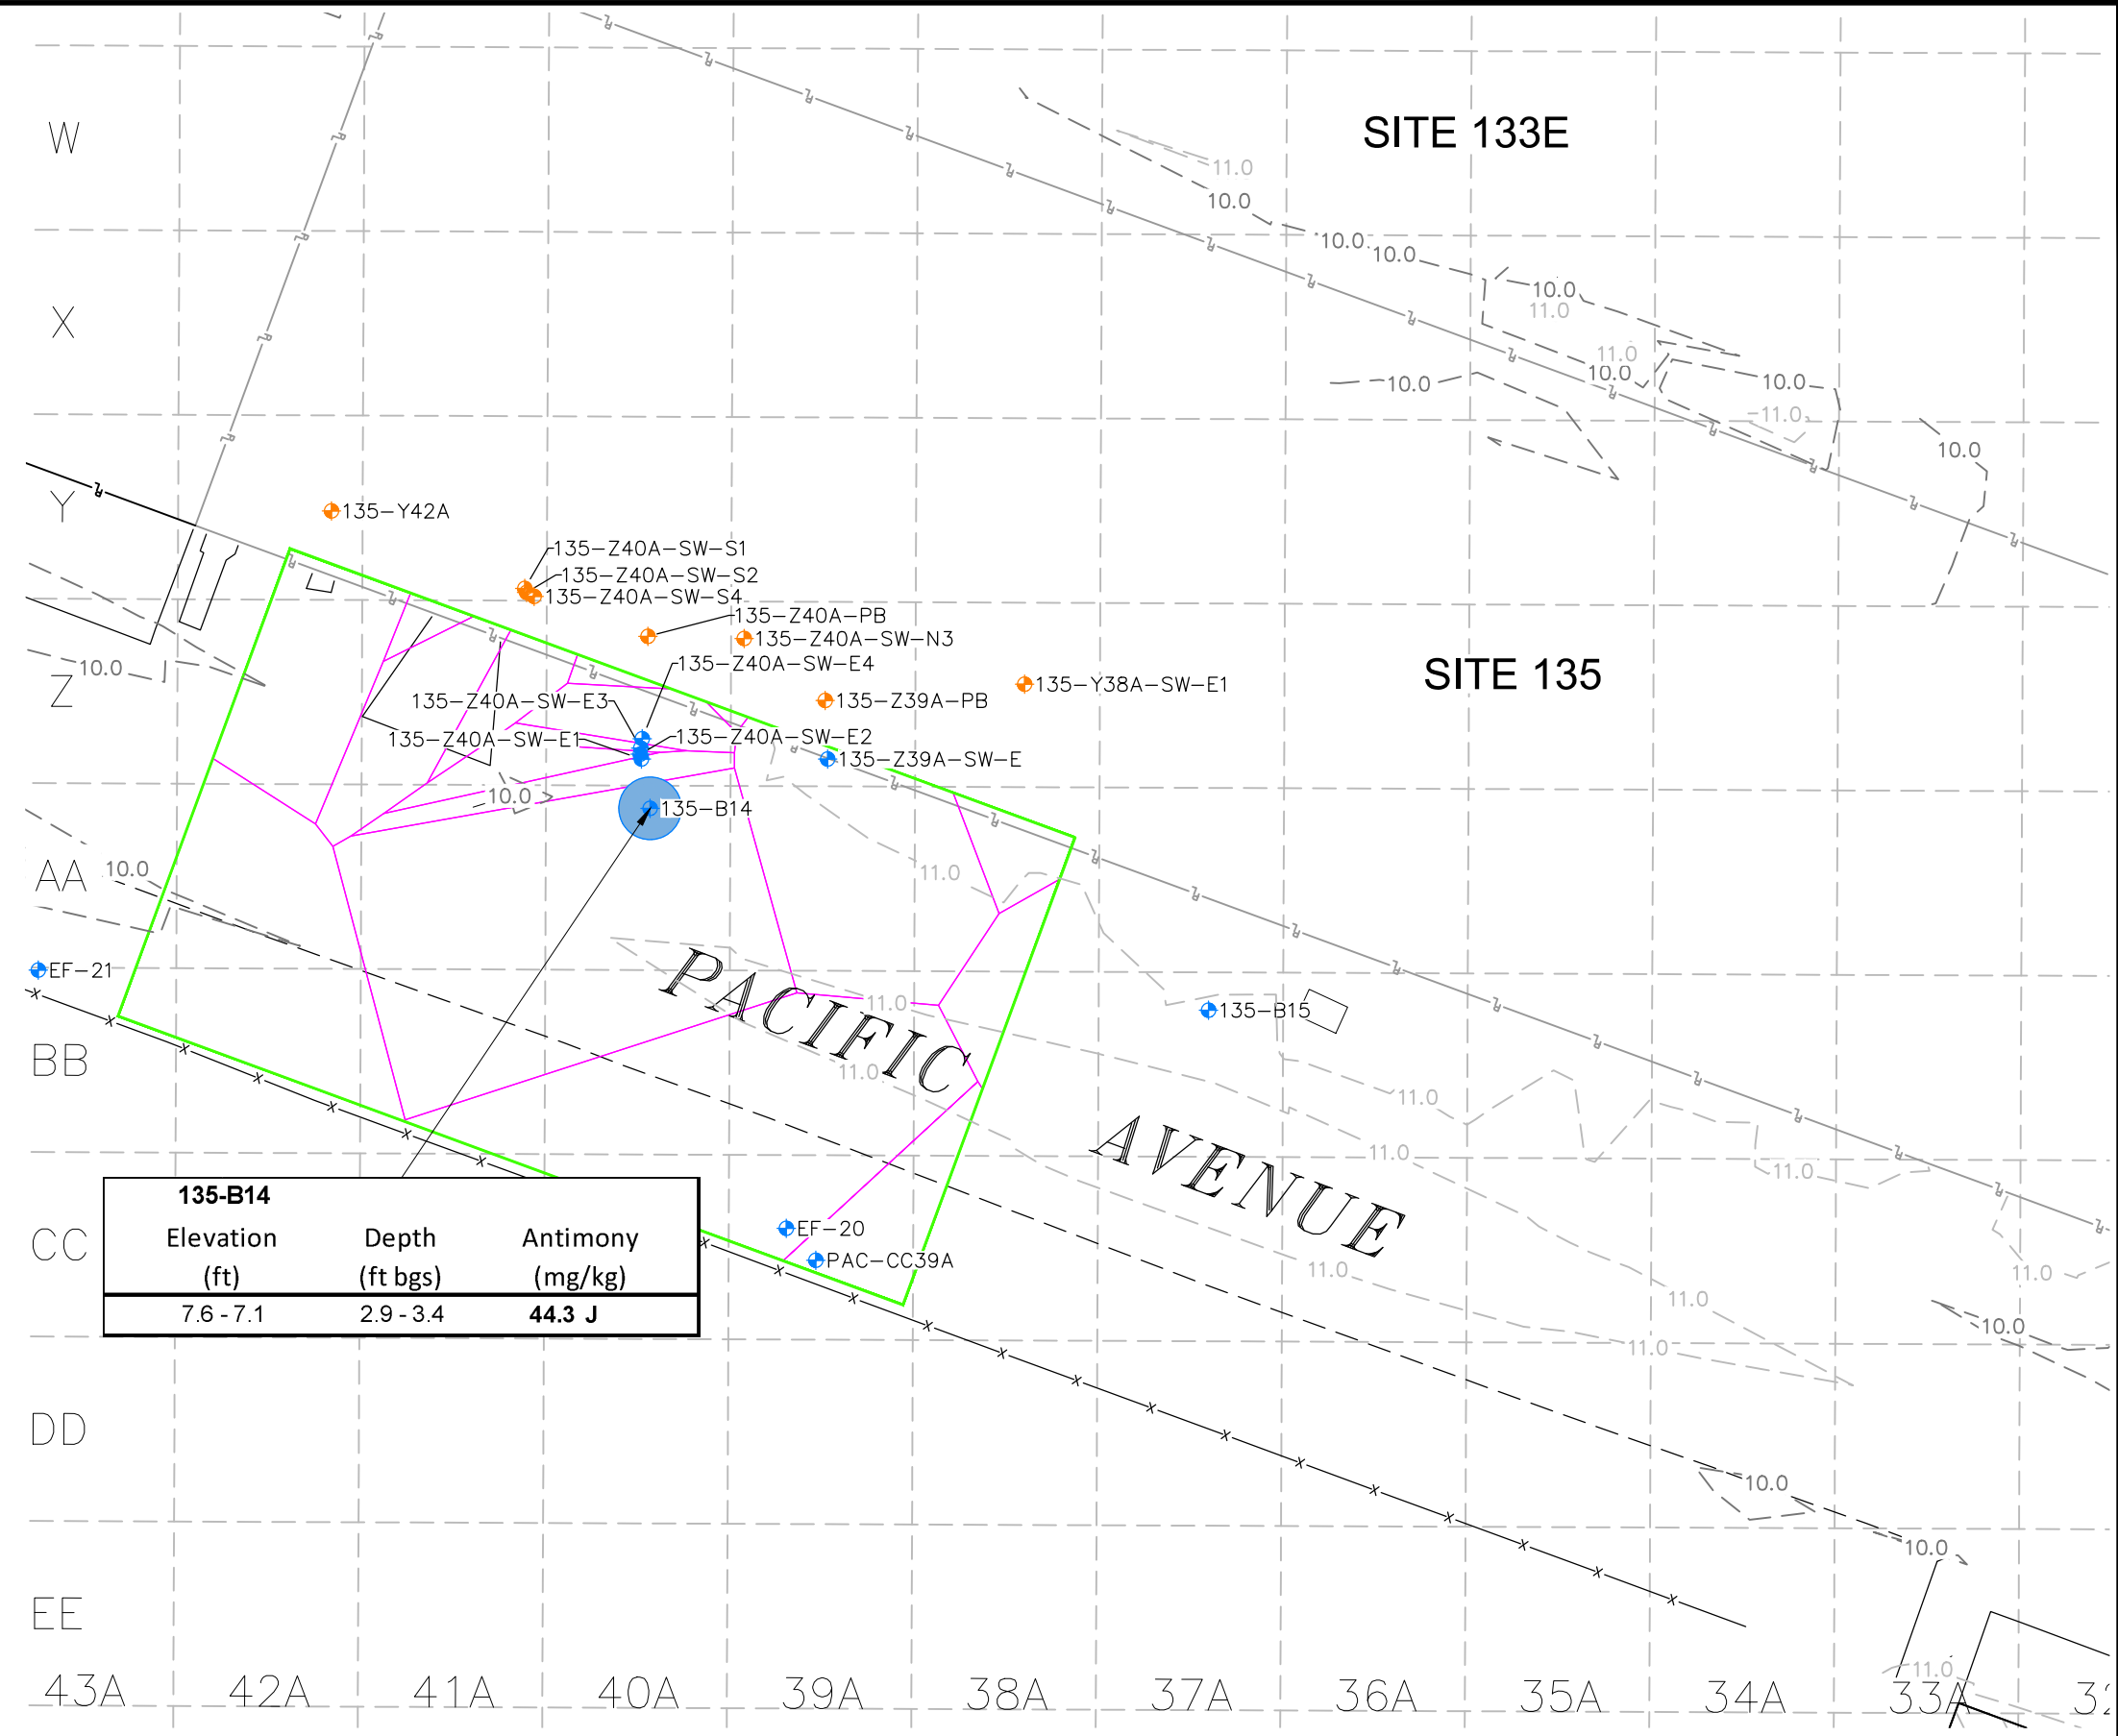 W
SITE 133E
11.0
10.0
10.0
10.0
X
10.0
11.0
11.0
10.0
10.0
10.0
-11.0
10.0
Y
135-Y42A
135-Z40A-SW-S1
135-Z40A-SW-S2
135-Z40A-SW-S4
135-Z40A-PB
135-Z40A-SW-N3
135-Z40A-SW-E4
10.0
Z
SITE 135
135-Y38A-SW-E1
135-Z40A-SW-E3
135-Z39A-PB
135-Z40A-SW-E1
135-Z40A-SW-E2
135-Z39A-SW-E
10.0
135-B14
AA
10.0
11.0
EF-21
PACIFIC AVENUE
11.0
135-B15
BB
11.0
11.0
11.0
11.0
135-B14
Elevation (ft) Depth (ft bgs) Antimony (mg/kg)
7.6 - 7.1 2.9 - 3.4 44.3 J
CC
EF-20
PAC-CC39A
11.0
11.0
11.0
10.0
11.0
DD
10.0
10.0
EE
11.0
43A 42A 41A 40A 39A 38A 37A 36A 35A 34A 33A